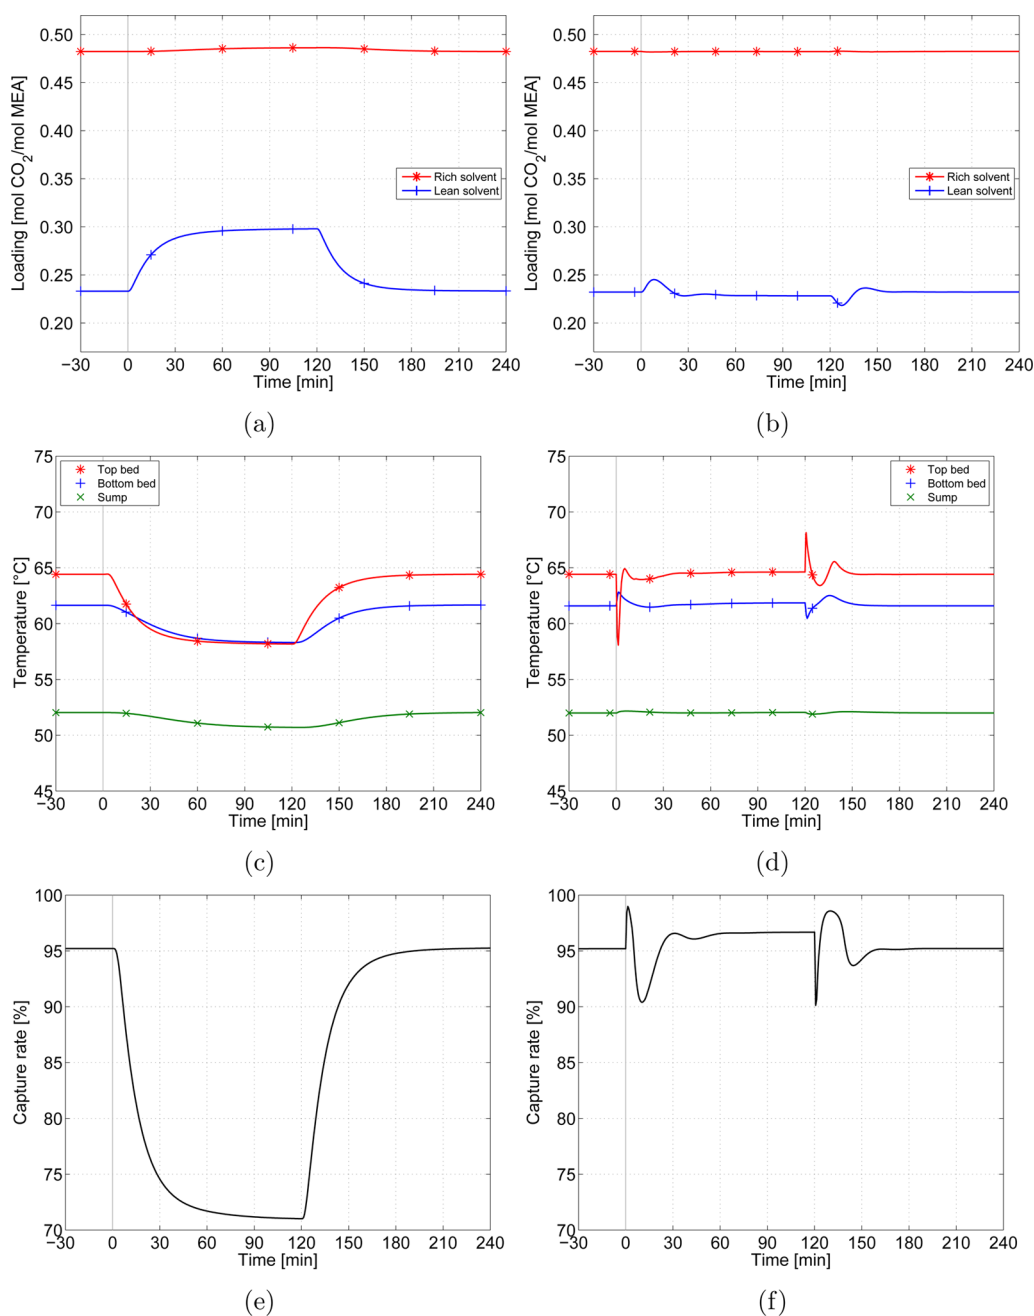 0.50
0.45
0.40
0.35
0.30
0.25
0.20
Loading [mol CO2/mol MEA]
Rich solvent
Lean solvent
−30 0 30 60 90 120 150 180 210 240
Time [min]
(a)
0.50
0.45
0.40
0.35
0.30
0.25
0.20
Loading [mol CO2/mol MEA]
Rich solvent
Lean solvent
−30 0 30 60 90 120 150 180 210 240
Time [min]
(b)
75
70
65
60
55
50
45
Temperature [°C]
Top bed
Bottom bed
Sump
−30 0 30 60 90 120 150 180 210 240
Time [min]
(c)
75
70
65
60
55
50
45
Temperature [°C]
Top bed
Bottom bed
Sump
−30 0 30 60 90 120 150 180 210 240
Time [min]
(d)
100
95
90
85
80
75
70
Capture rate [%]
−30 0 30 60 90 120 150 180 210 240
Time [min]
(e)
100
95
90
85
80
75
70
Capture rate [%]
−30 0 30 60 90 120 150 180 210 240
Time [min]
(f)